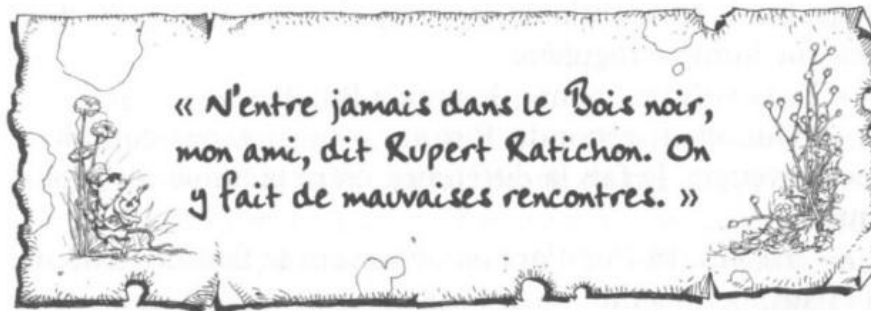 « N'entre jamais dans le Bois noir,
mon ami, dit Rupert Ratichon. On
y fait de mauvaises rencontres. »